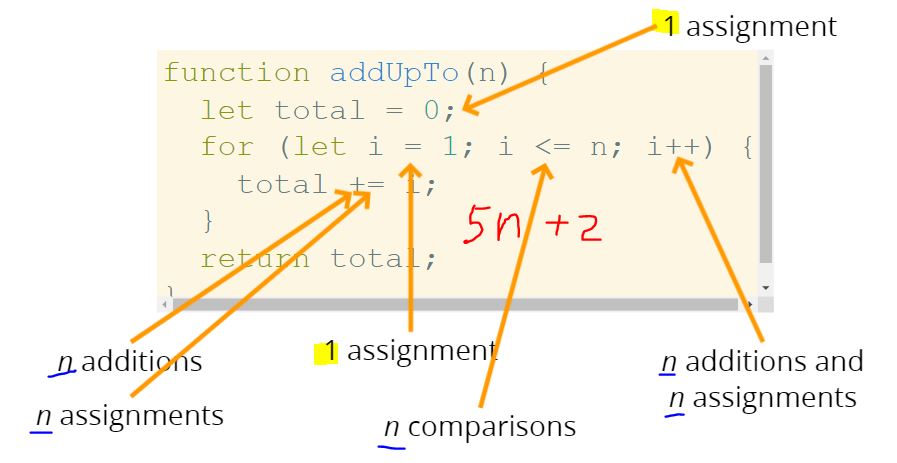 1 assignment
function addUpTo(n) {
let total = 0;
for (let i = 1; i <= n; i++) {
total += i;
}
5n + 2
return total;
}
n additions
1 assignment
n additions and
n assignments
n assignments
n comparisons